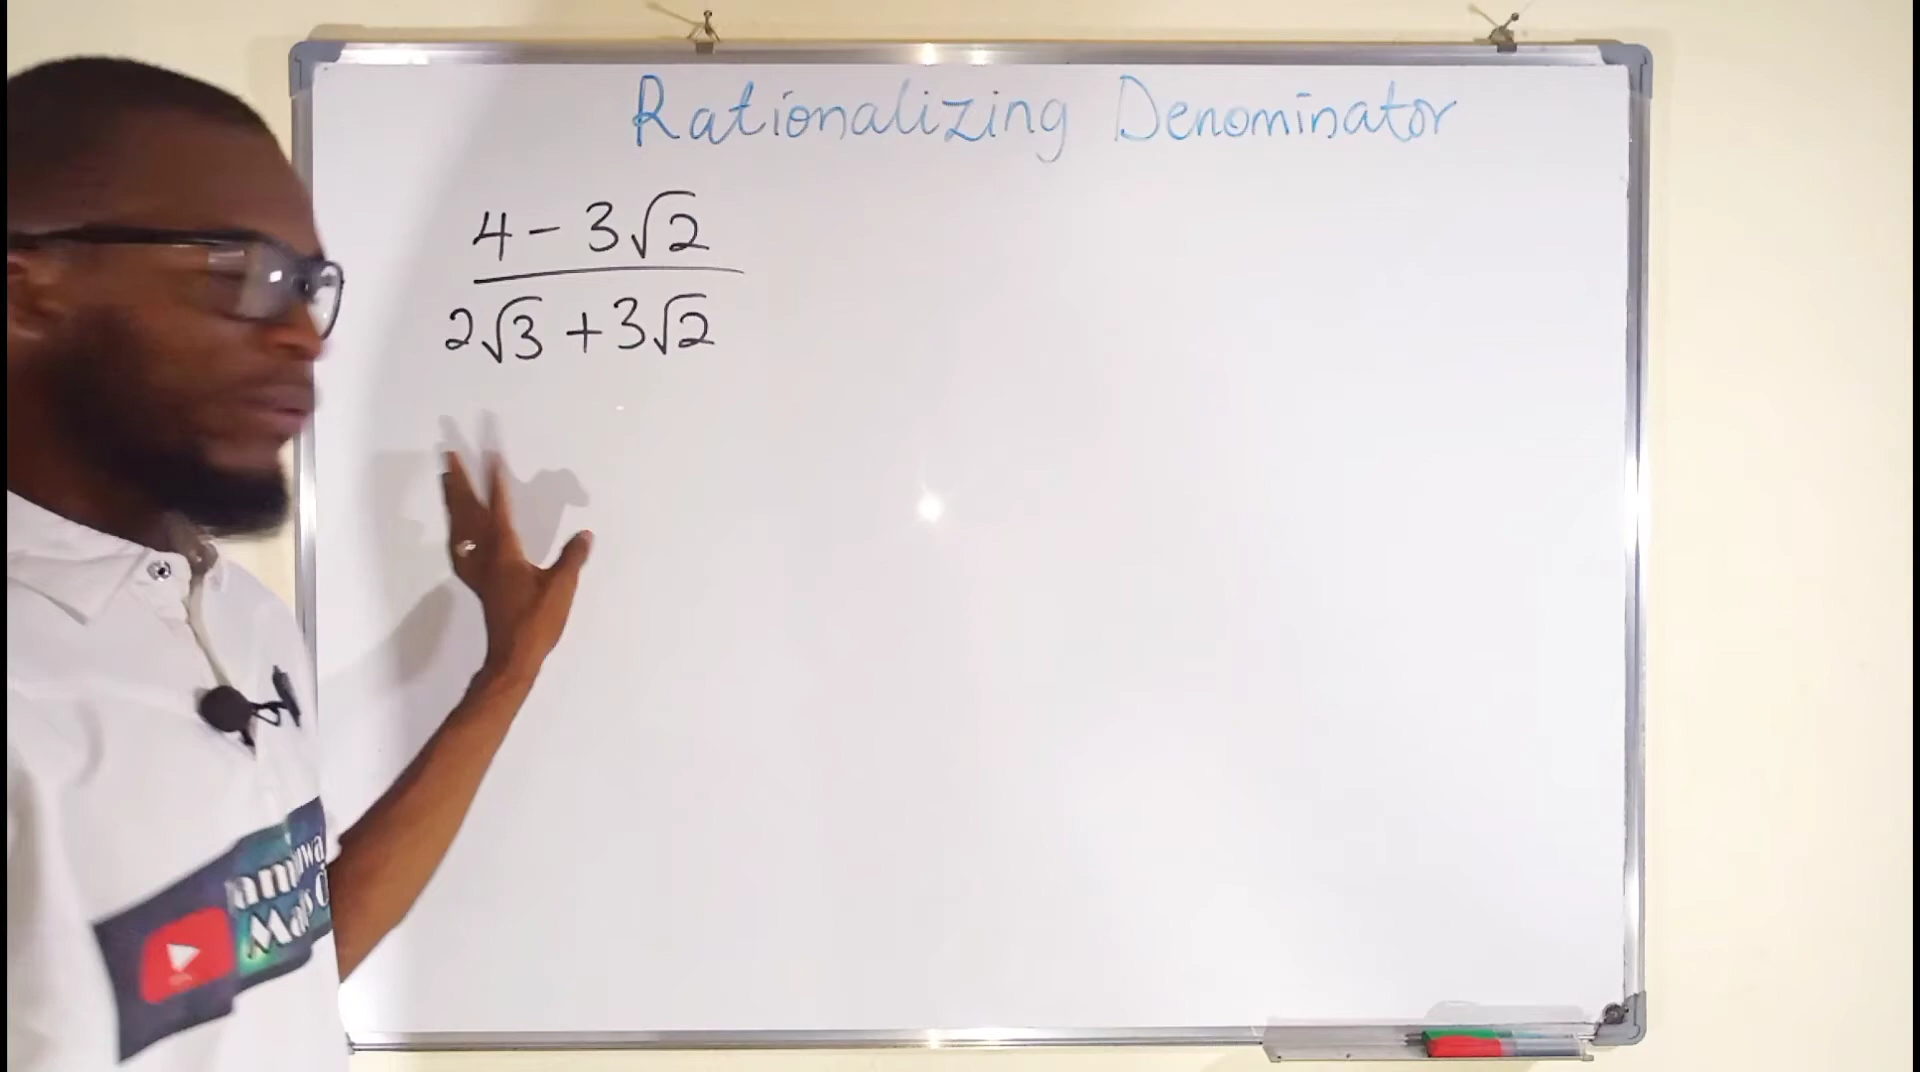 Rationalizing Denominator
4 - 3√2
2√3 + 3√2